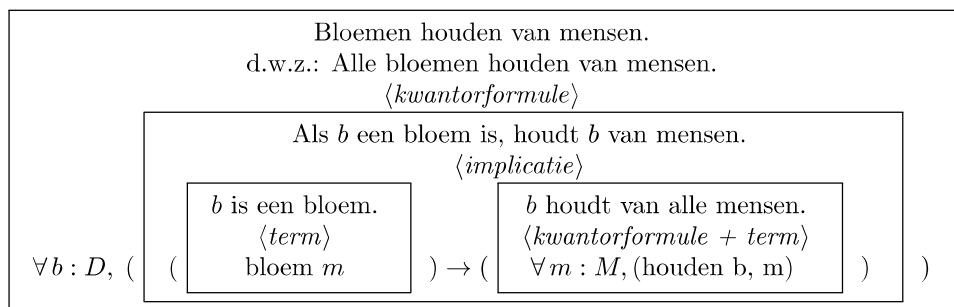 Bloemen houden van mensen.
d.w.z.: Alle bloemen houden van mensen.
⟨kwantorformule⟩
Als b een bloem is, houdt b van mensen.
⟨implicatie⟩
b is een bloem.
⟨term⟩
b houdt van alle mensen.
⟨kwantorformule + term⟩
∀ b : D, ( ( bloem m ) → ( ∀ m : M, (houden b, m) ) )